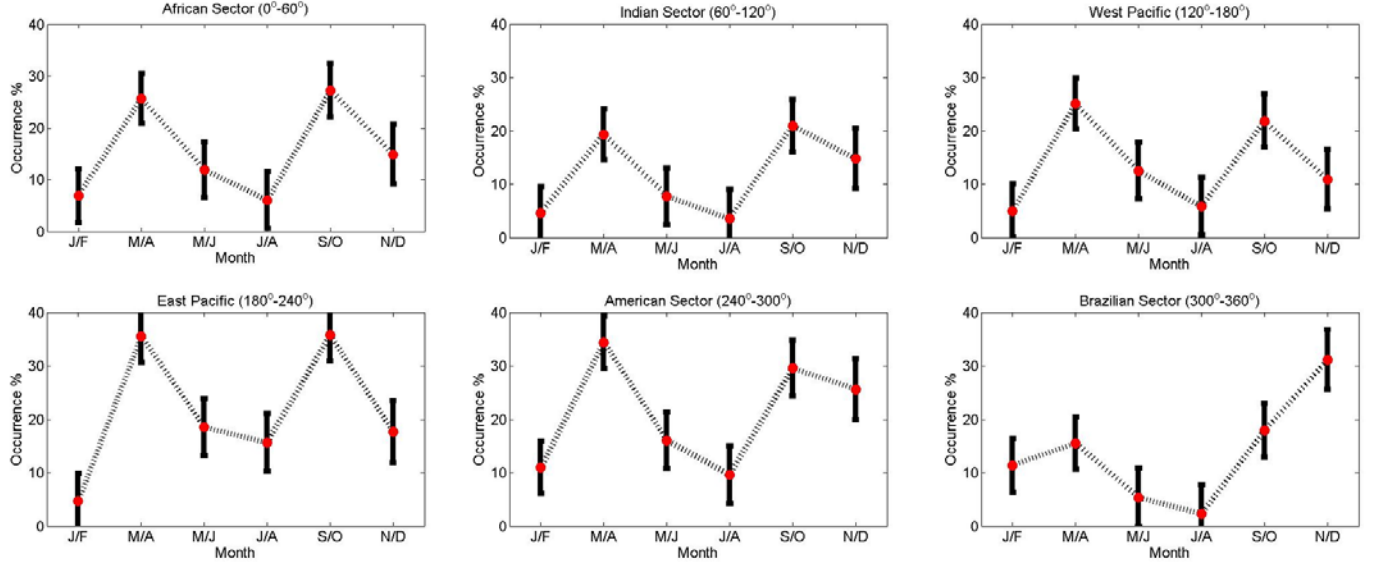 African Sector (0°-60°)
40
30
20
10
0
Occurrence %
J/F M/A M/J J/A S/O N/D
Month
Indian Sector (60°-120°)
40
30
20
10
0
Occurrence %
J/F M/A M/J J/A S/O N/D
Month
West Pacific (120°-180°)
40
30
20
10
0
Occurrence %
J/F M/A M/J J/A S/O N/D
Month
East Pacific (180°-240°)
40
30
20
10
0
Occurrence %
J/F M/A M/J J/A S/O N/D
Month
American Sector (240°-300°)
40
30
20
10
0
Occurrence %
J/F M/A M/J J/A S/O N/D
Month
Brazilian Sector (300°-360°)
40
30
20
10
0
Occurrence %
J/F M/A M/J J/A S/O N/D
Month